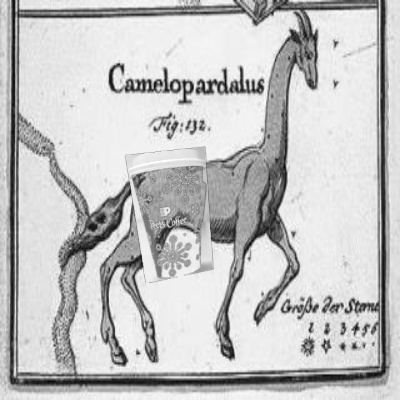 Camelopardalus
Fig: 132.
Peet's Coffee
Größe der Sterne
1 2 3 4 5 6